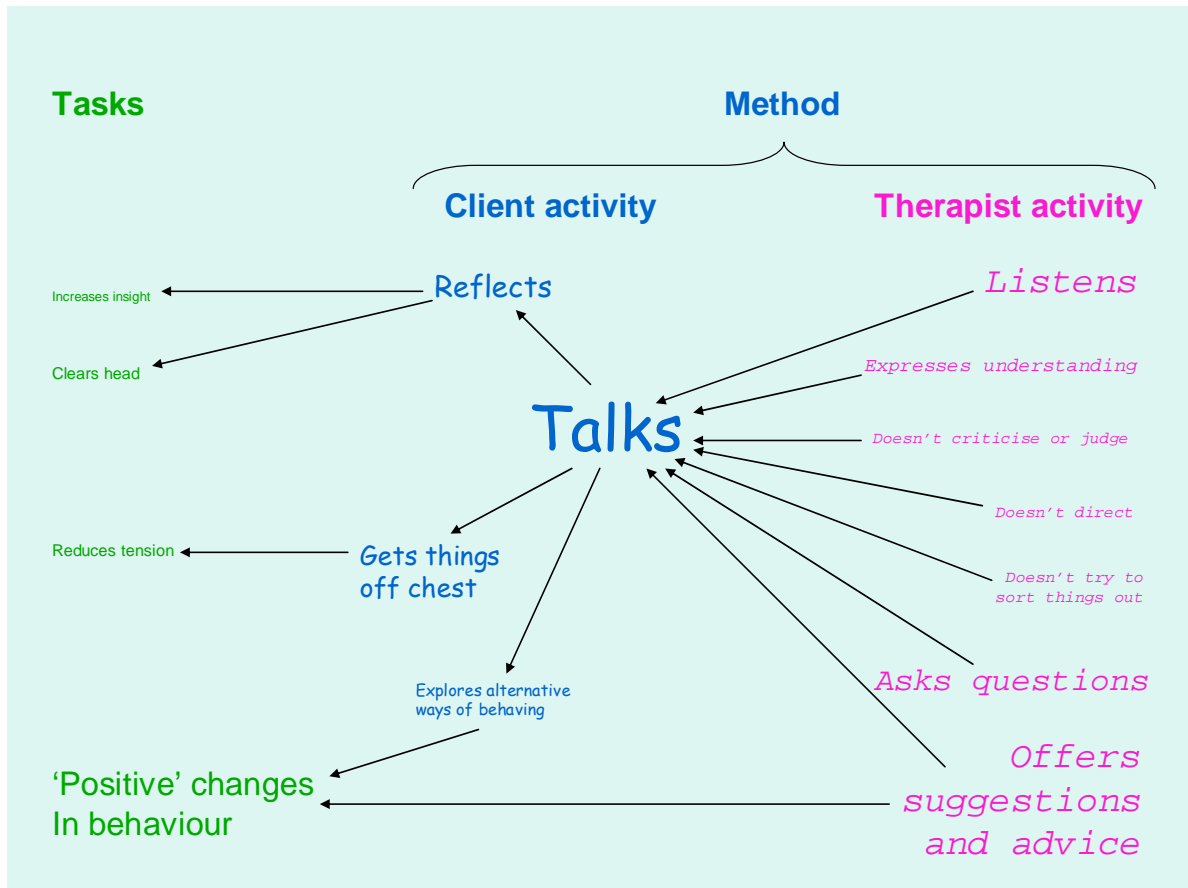 Tasks
Method
Client activity
Therapist activity
Increases insight
Reflects
Listens
Clears head
Expresses understanding
Talks
Doesn't criticise or judge
Doesn't direct
Reduces tension
Gets things
off chest
Doesn't try to
sort things out
Explores alternative
ways of behaving
Asks questions
'Positive' changes
In behaviour
Offers
suggestions
and advice